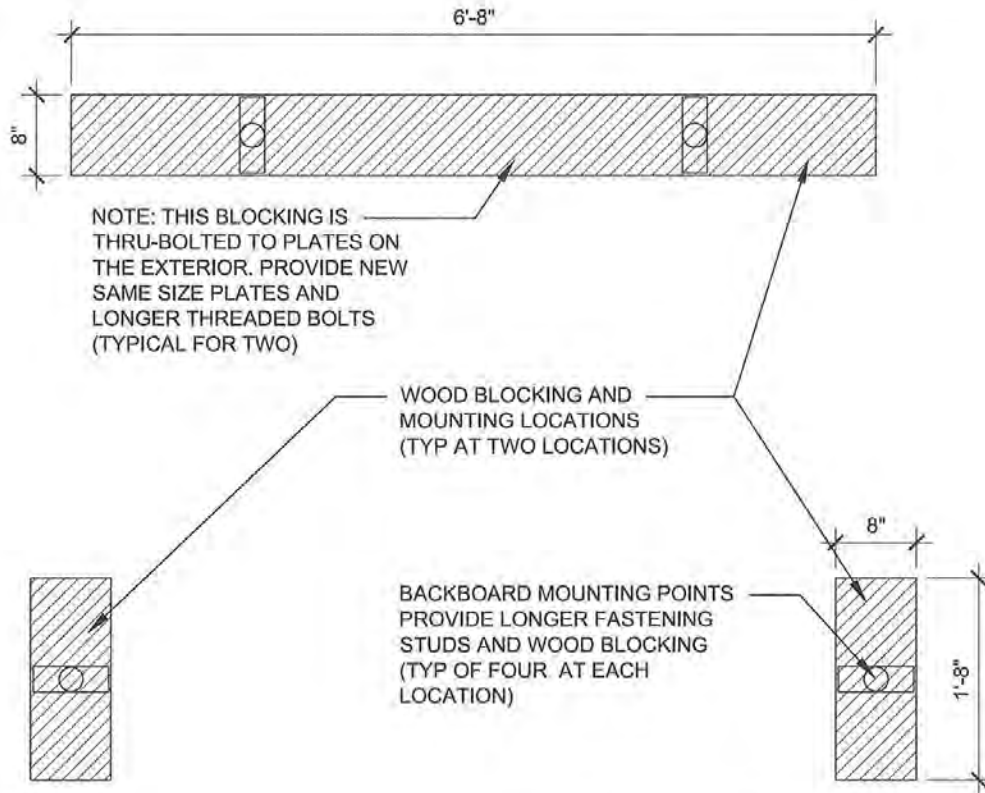 6'-8"
8"
NOTE: THIS BLOCKING IS
THRU-BOLTED TO PLATES ON
THE EXTERIOR. PROVIDE NEW
SAME SIZE PLATES AND
LONGER THREADED BOLTS
(TYPICAL FOR TWO)
WOOD BLOCKING AND
MOUNTING LOCATIONS
(TYP AT TWO LOCATIONS)
8"
BACKBOARD MOUNTING POINTS
PROVIDE LONGER FASTENING
STUDS AND WOOD BLOCKING
(TYP OF FOUR AT EACH
LOCATION)
1'-8"